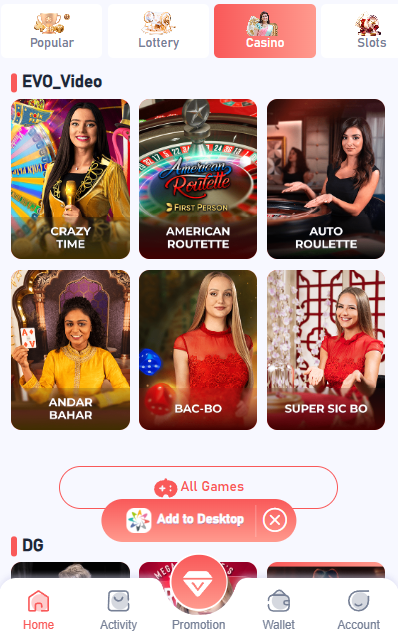 Popular
Lottery
Casino
Slots
EVO_Video
CRAZY
TIME
American
Roulette
FIRST PERSON
AMERICAN
ROUTETTE
AUTO
ROULETTE
A
A
ANDAR
BAHAR
BAC-BO
SUPER SIC BO
All Games
Add to Desktop
DG
Home
Activity
Promotion
Wallet
Account